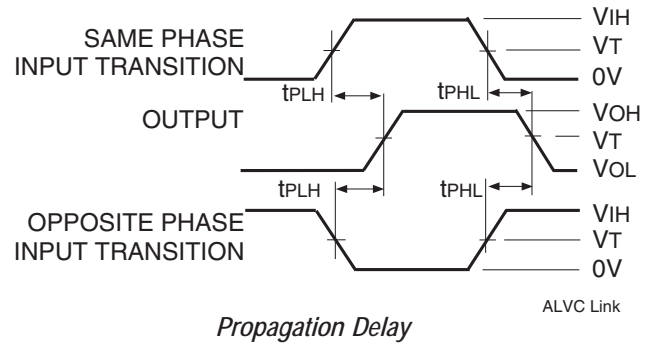 SAME PHASE
INPUT TRANSITION
VIH
VT
0V
tPLH
tPHL
OUTPUT
VOH
VT
VOL
tPLH
tPHL
OPPOSITE PHASE
INPUT TRANSITION
VIH
VT
0V
ALVC Link
Propagation Delay